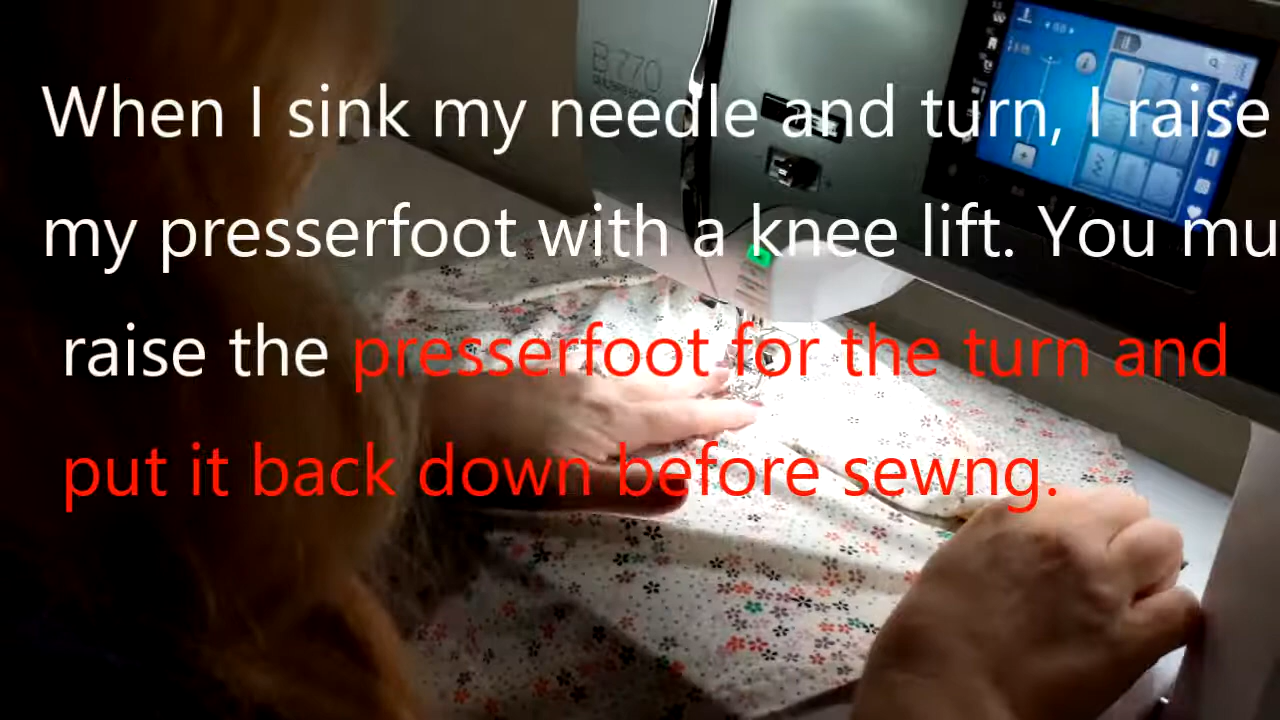 B 770
When I sink my needle and turn, I raise
my presserfoot with a knee lift. You mu
raise the presserfoot for the turn and
put it back down before sewng.